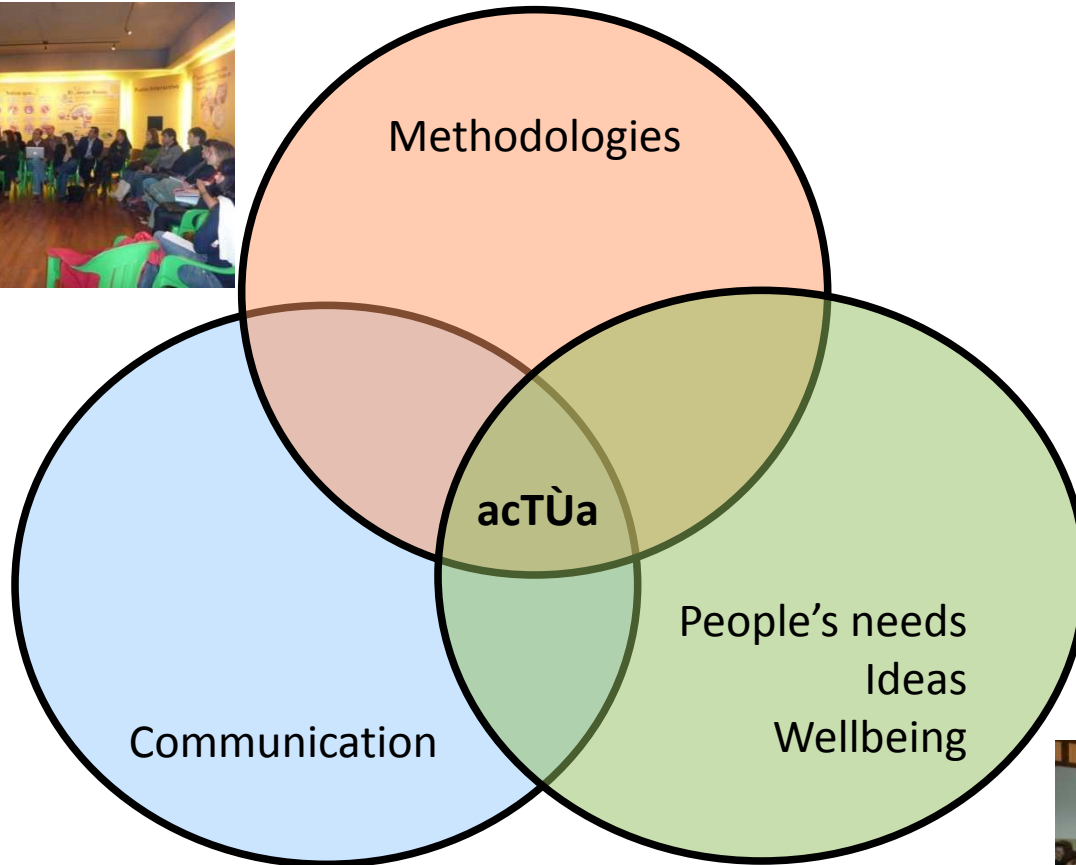 Methodologies
acTÙa
People's needs
Ideas
Wellbeing
Communication